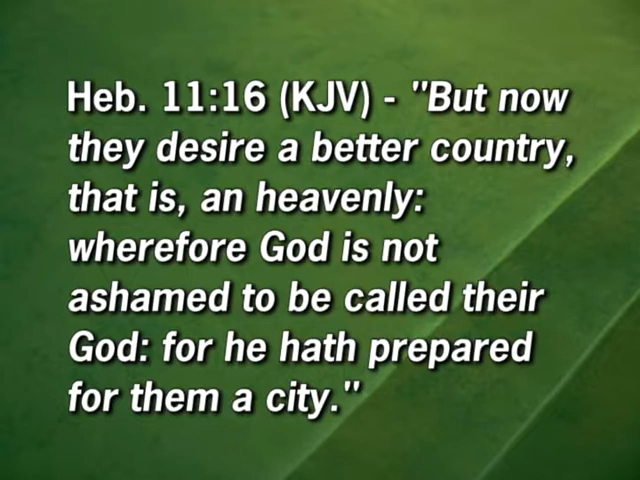 Heb. 11:16 (KJV) - "But now
they desire a better country,
that is, an heavenly:
wherefore God is not
ashamed to be called their
God: for he hath prepared
for them a city."